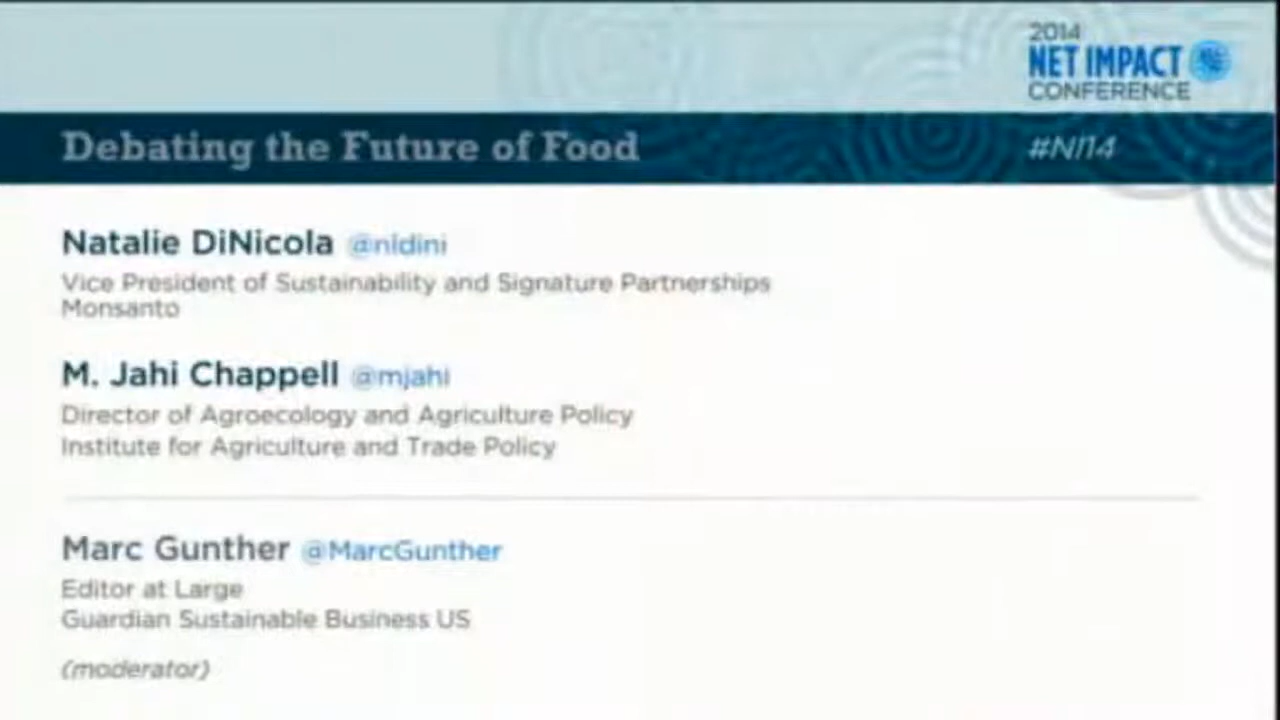 2014
NET IMPACT
CONFERENCE
Debating the Future of Food
#NI14
Natalie DiNicola @nldini
Vice President of Sustainability and Signature Partnerships
Monsanto
M. Jahi Chappell @mjahi
Director of Agroecology and Agriculture Policy
Institute for Agriculture and Trade Policy
Marc Gunther @MarcGunther
Editor at Large
Guardian Sustainable Business US
(moderator)